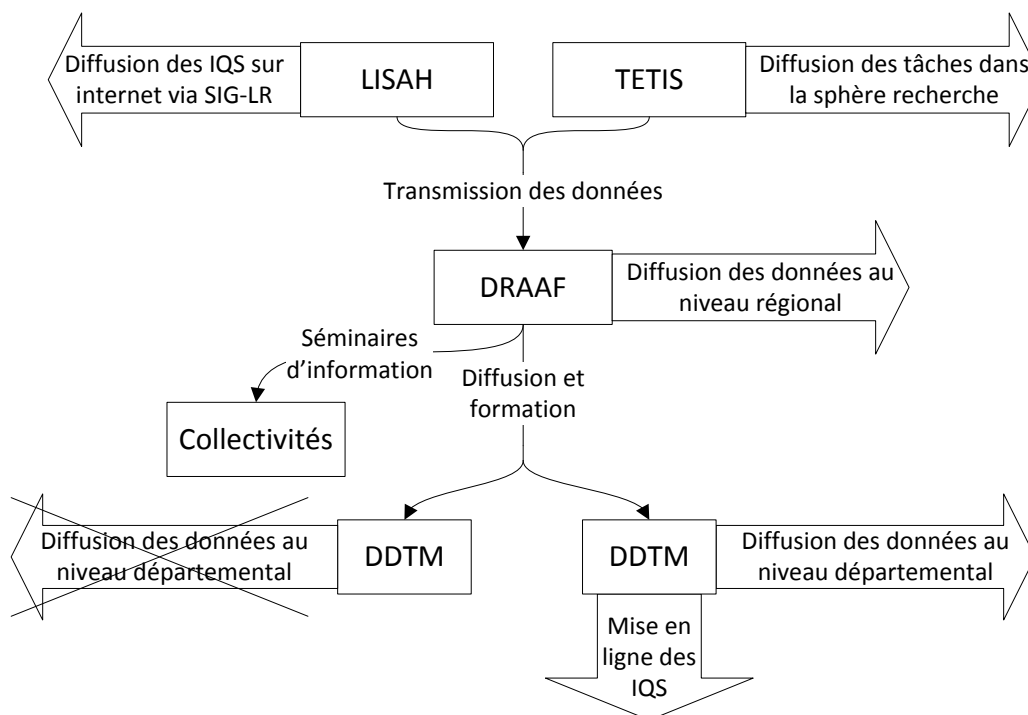 Diffusion des IQS sur
internet via SIG-LR
LISAH
TETIS
Diffusion des tâches dans
la sphère recherche
Transmission des données
DRAAF
Diffusion des données au
niveau régional
Séminaires
d'information
Diffusion et
formation
Collectivités
Diffusion des données au
niveau départemental
DDTM
DDTM
Diffusion des données au
niveau départemental
Mise en
ligne des
IQS